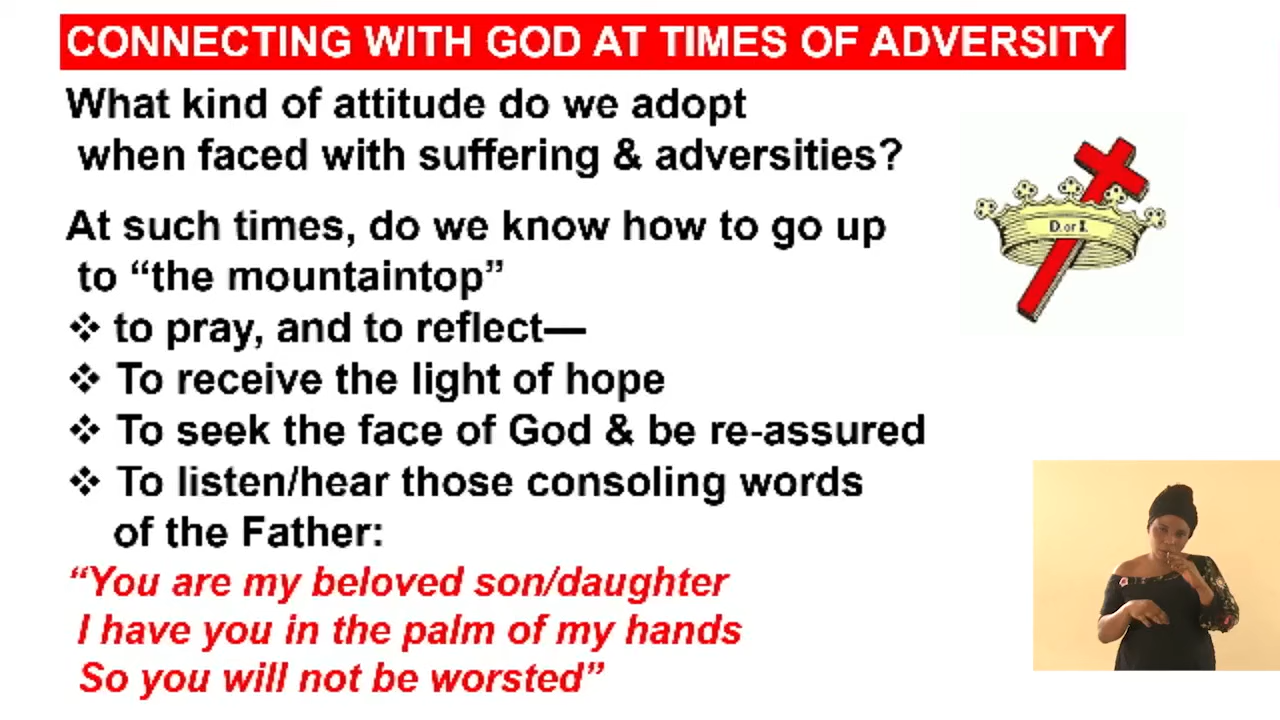 CONNECTING WITH GOD AT TIMES OF ADVERSITY
What kind of attitude do we adopt
when faced with suffering & adversities?
At such times, do we know how to go up
to “the mountaintop”
❖ to pray, and to reflect—
❖ To receive the light of hope
❖ To seek the face of God & be re-assured
❖ To listen/hear those consoling words
of the Father:
“You are my beloved son/daughter
I have you in the palm of my hands
So you will not be worsted”
D. or I.